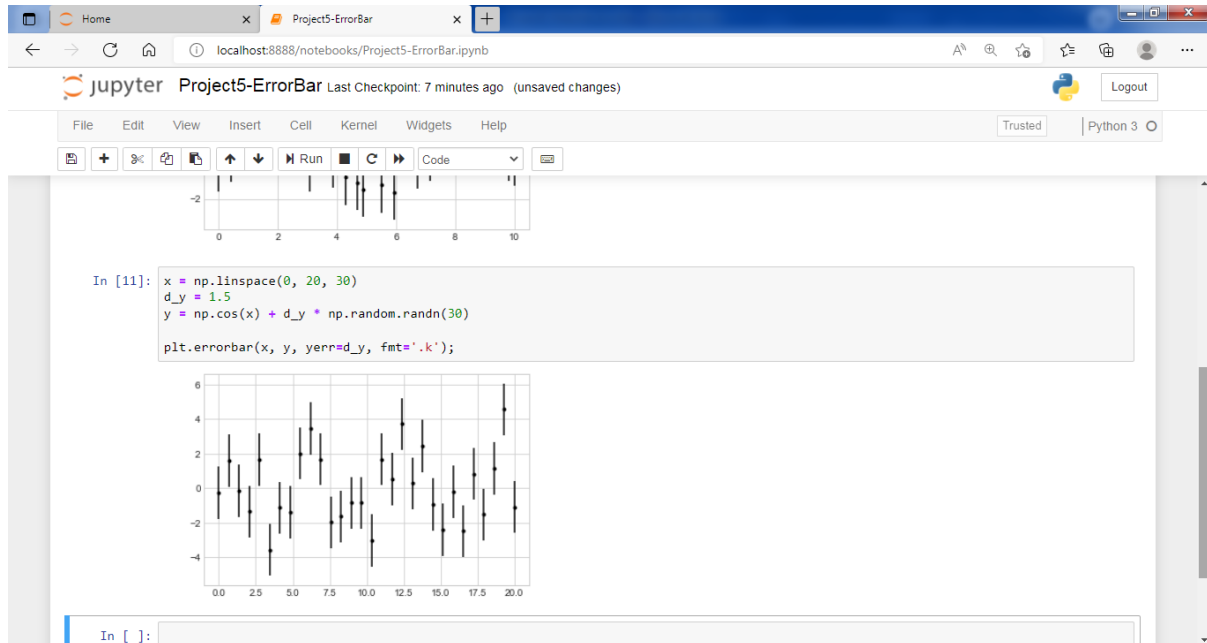 Home
Project5-ErrorBar
localhost:8888/notebooks/Project5-ErrorBar.ipynb
jupyter Project5-ErrorBar Last Checkpoint: 7 minutes ago (unsaved changes)
Logout
File Edit View Insert Cell Kernel Widgets Help
Trusted
Python 3
Run
Code
−2
0 2 4 6 8 10
In [11]: x = np.linspace(0, 20, 30)
d_y = 1.5
y = np.cos(x) + d_y * np.random.randn(30)
plt.errorbar(x, y, yerr=d_y, fmt='.k');
6
4
2
0
−2
−4
0.0 2.5 5.0 7.5 10.0 12.5 15.0 17.5 20.0
In [ ]: